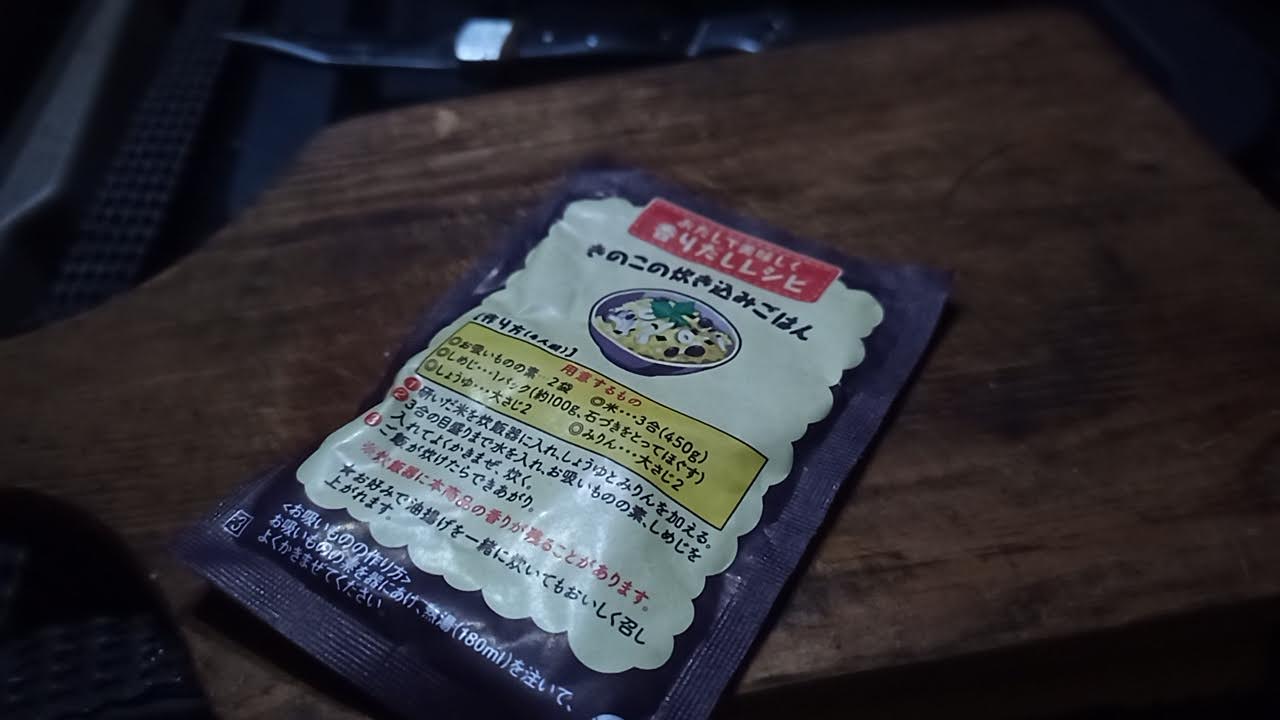 おだしで美味しく
香りだしレシピ
きのこの炊き込みごはん
【作り方(4人前)】
用意するもの
◎お吸いものの素 2袋 ◎米・・・3合(450g)
◎しめじ・・・1パック(約100g、石づきをとってほぐす)
◎しょうゆ・・・大さじ2 ◎みりん・・・大さじ2
1 研いだ米を炊飯器に入れ、しょうゆとみりんを加える。
2 3合の目盛りまで水を入れ、お吸いものの素、しめじを
入れてよくかきまぜ、炊く。
3 ご飯が炊けたらできあがり。
※炊飯器に本商品の香りが残ることがあります。
★お好みで油揚げを一緒に炊いてもおいしく召し
上がれます。
<お吸いものの作り方>
お吸いものの素を器にあけ、熱湯(180ml)を注いで、
よくかきまぜてください
3